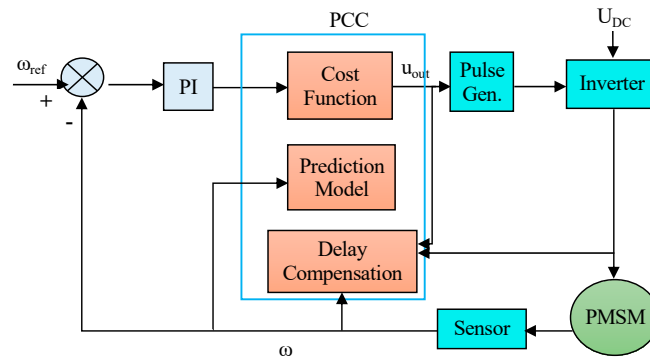 PCC
U_DC
ω_ref
+
-
PI
Cost
Function
u_out
Pulse
Gen.
Inverter
Prediction
Model
Delay
Compensation
Sensor
PMSM
ω